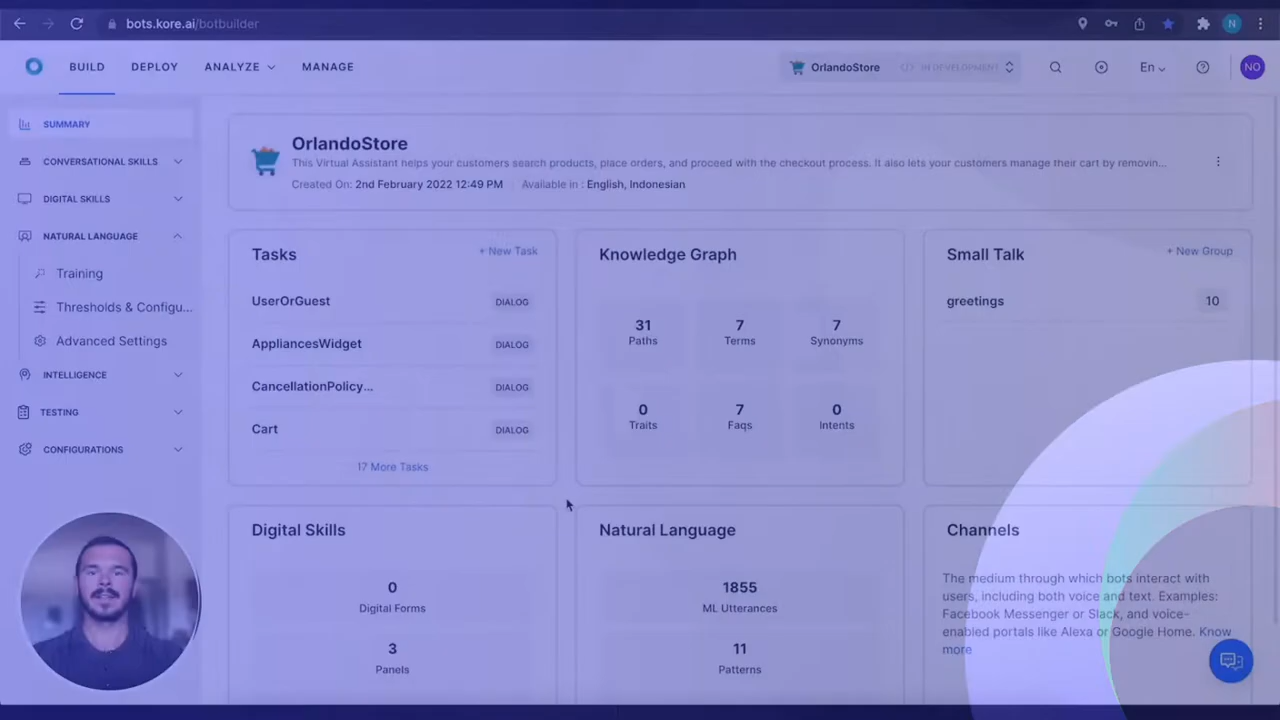 bots.kore.ai/botbuilder
N
BUILD
DEPLOY
ANALYZE
MANAGE
OrlandoStore
IN DEVELOPMENT
En
NO
SUMMARY
CONVERSATIONAL SKILLS
DIGITAL SKILLS
NATURAL LANGUAGE
Training
Thresholds & Configu...
Advanced Settings
INTELLIGENCE
TESTING
CONFIGURATIONS
OrlandoStore
This Virtual Assistant helps your customers search products, place orders, and proceed with the checkout process. It also lets your customers manage their cart by removin...
Created On: 2nd February 2022 12:49 PM
Available in : English, Indonesian
Tasks
+ New Task
UserOrGuest
DIALOG
AppliancesWidget
DIALOG
CancellationPolicy...
DIALOG
Cart
DIALOG
17 More Tasks
Knowledge Graph
31
Paths
7
Terms
7
Synonyms
0
Traits
7
Faqs
0
Intents
Small Talk
+ New Group
greetings
10
Digital Skills
0
Digital Forms
3
Panels
Natural Language
1855
ML Utterances
11
Patterns
Channels
The medium through which bots interact with
users, including both voice and text. Examples:
Facebook Messenger or Slack, and voice-
enabled portals like Alexa or Google Home. Know
more